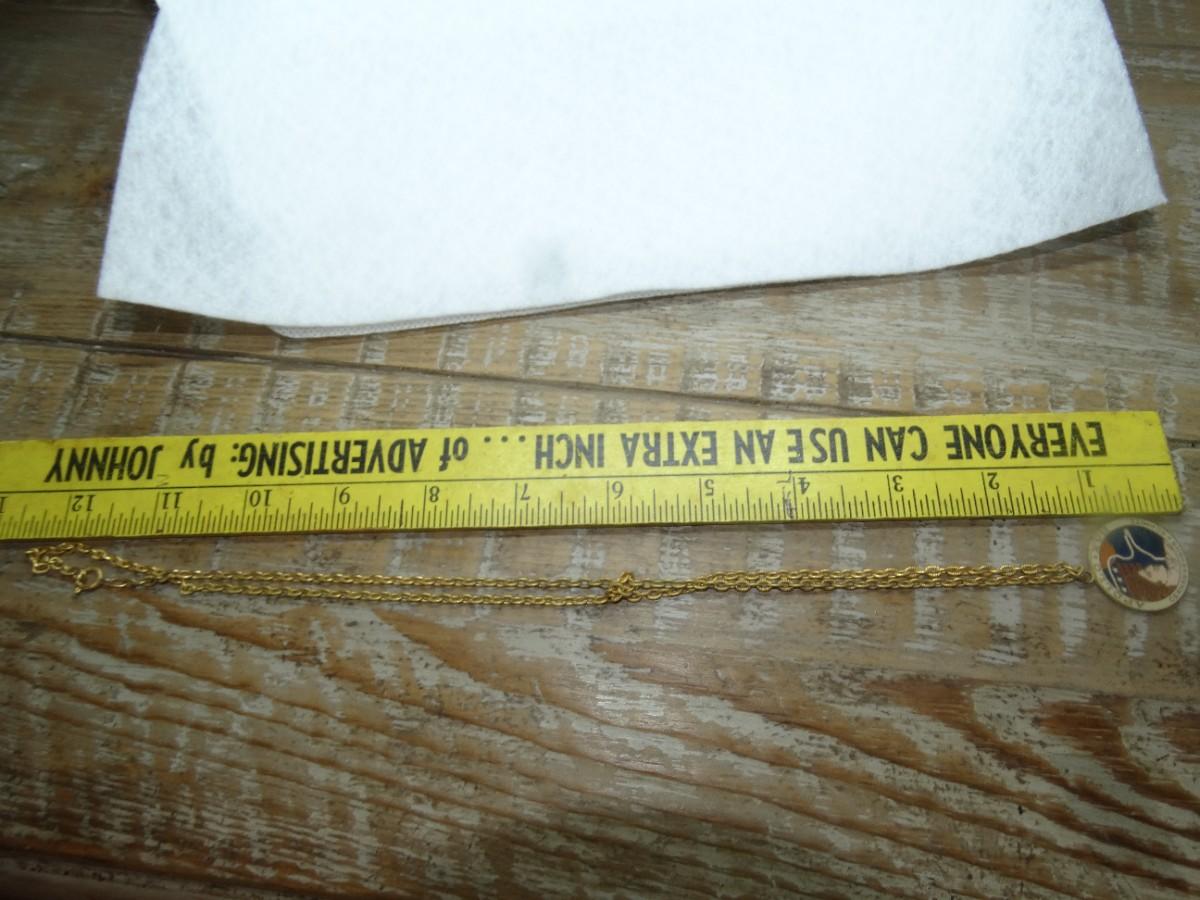 EVERYONE CAN USE AN EXTRA INCH.... of ADVERTISING: by JOHNNY
1 2 3 4 5 6 7 8 9 10 11 12 1